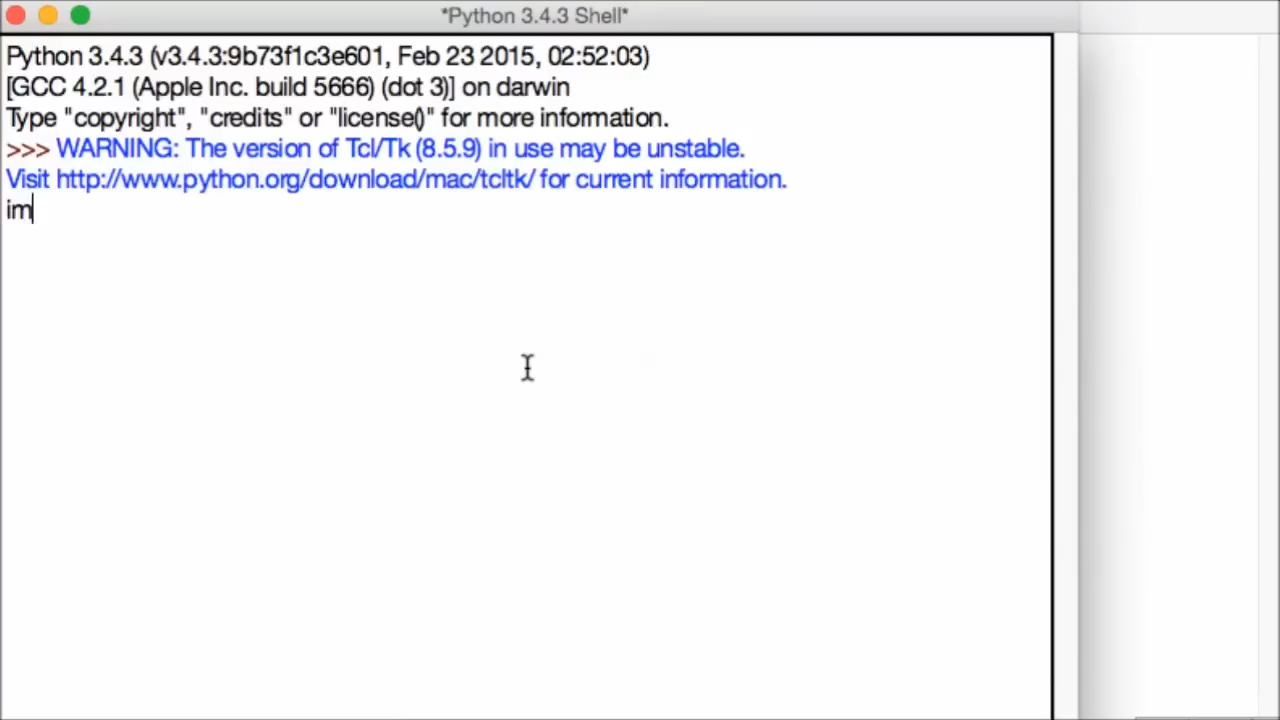 *Python 3.4.3 Shell*
Python 3.4.3 (v3.4.3:9b73f1c3e601, Feb 23 2015, 02:52:03)
[GCC 4.2.1 (Apple Inc. build 5666) (dot 3)] on darwin
Type "copyright", "credits" or "license()" for more information.
>>> WARNING: The version of Tcl/Tk (8.5.9) in use may be unstable.
Visit http://www.python.org/download/mac/tcltk/ for current information.
im